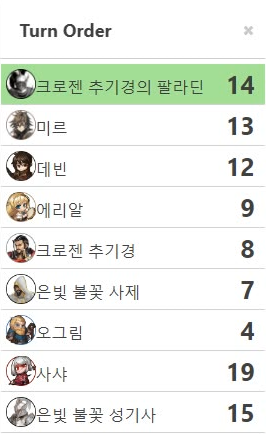 Turn Order ×
크로젠 추기경의 팔라딘 14
미르 13
데빈 12
에리알 9
크로젠 추기경 8
은빛 불꽃 사제 7
오그림 4
사샤 19
은빛 불꽃 성기사 15